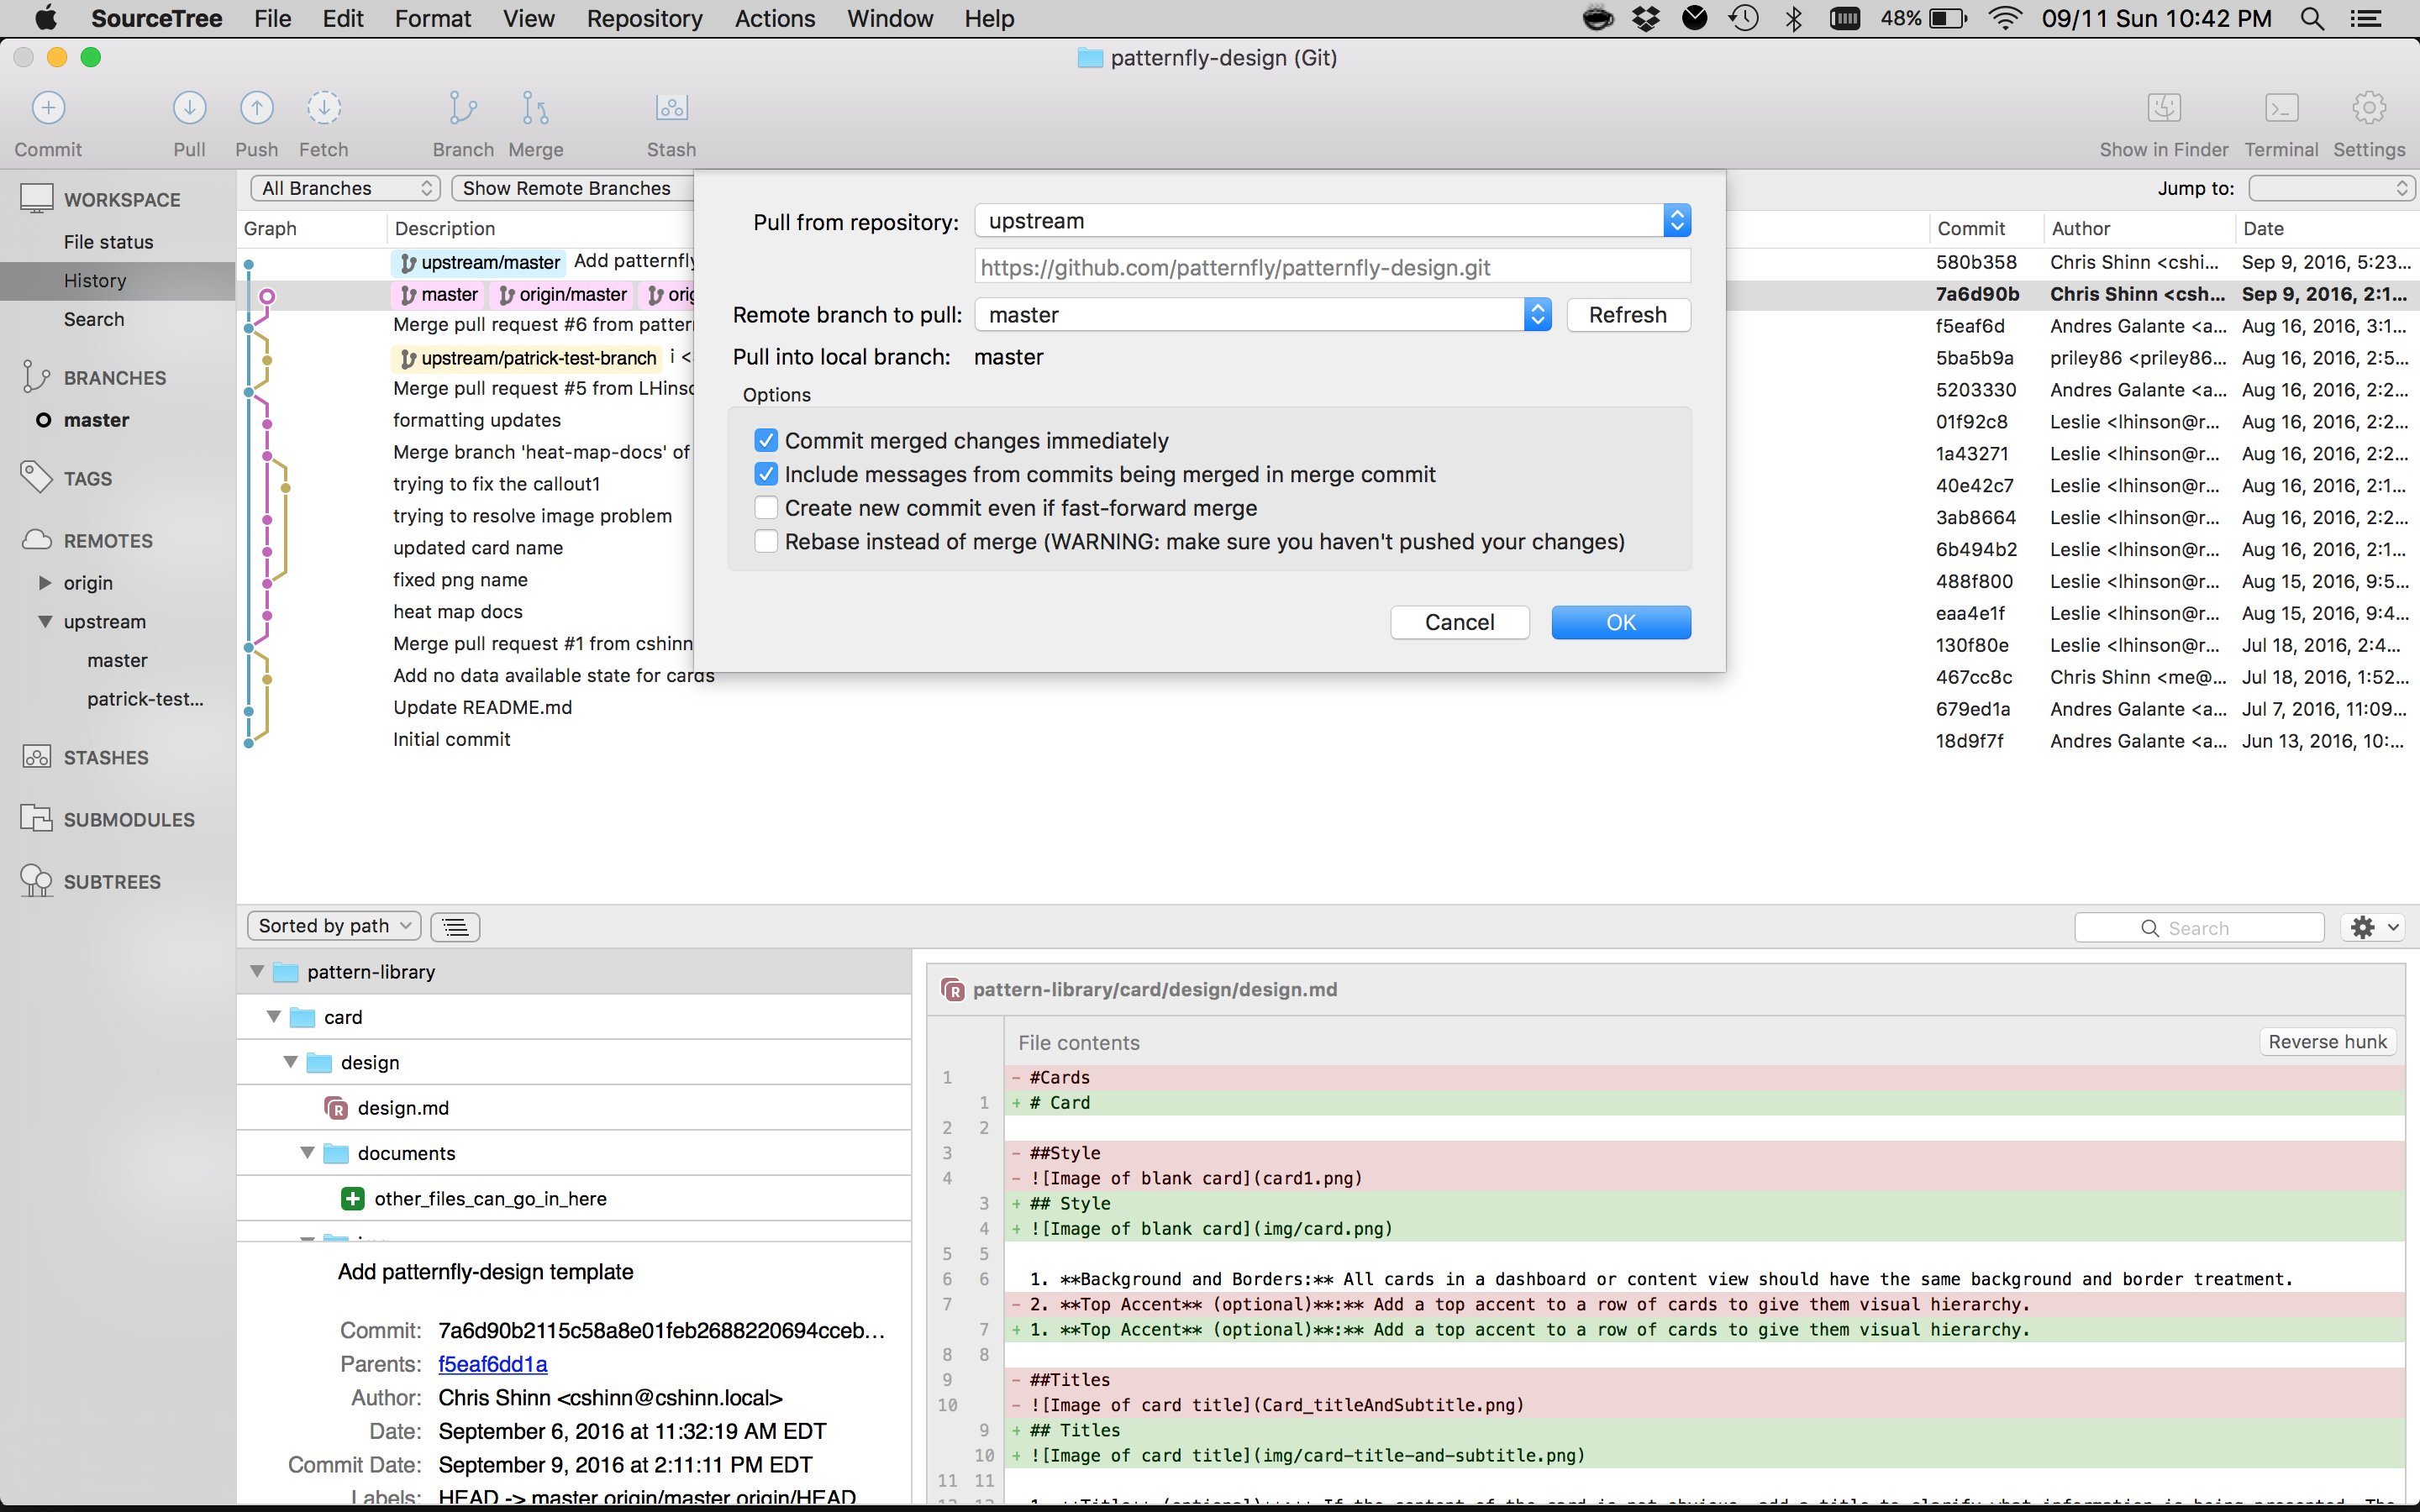 SourceTree File Edit Format View Repository Actions Window Help 48% 09/11 Sun 10:42 PM
patternfly-design (Git)
Commit Pull Push Fetch Branch Merge Stash Show in Finder Terminal Settings
WORKSPACE
File status
History
Search
BRANCHES
master
TAGS
REMOTES
origin
upstream
master
patrick-test...
STASHES
SUBMODULES
SUBTREES
All Branches Show Remote Branches Jump to:
Graph Description Commit Author Date
upstream/master Add patternfly 580b358 Chris Shinn <cshi... Sep 9, 2016, 5:23...
master origin/master orig 7a6d90b Chris Shinn <csh... Sep 9, 2016, 2:1...
Merge pull request #6 from patter f5eaf6d Andres Galante <a... Aug 16, 2016, 3:1...
upstream/patrick-test-branch i < 5ba5b9a priley86 <priley86... Aug 16, 2016, 2:5...
Merge pull request #5 from LHinso 5203330 Andres Galante <a... Aug 16, 2016, 2:2...
formatting updates 01f92c8 Leslie <lhinson@r... Aug 16, 2016, 2:2...
Merge branch 'heat-map-docs' of 1a43271 Leslie <lhinson@r... Aug 16, 2016, 2:2...
trying to fix the callout1 40e42c7 Leslie <lhinson@r... Aug 16, 2016, 2:1...
trying to resolve image problem 3ab8664 Leslie <lhinson@r... Aug 16, 2016, 2:2...
updated card name 6b494b2 Leslie <lhinson@r... Aug 16, 2016, 2:1...
fixed png name 488f800 Leslie <lhinson@r... Aug 15, 2016, 9:5...
heat map docs eaa4e1f Leslie <lhinson@r... Aug 15, 2016, 9:4...
Merge pull request #1 from cshinn 130f80e Leslie <lhinson@r... Jul 18, 2016, 2:4...
Add no data available state for cards 467cc8c Chris Shinn <me@... Jul 18, 2016, 1:52...
Update README.md 679ed1a Andres Galante <a... Jul 7, 2016, 11:09...
Initial commit 18d9f7f Andres Galante <a... Jun 13, 2016, 10:...
Pull from repository: upstream
https://github.com/patternfly/patternfly-design.git
Remote branch to pull: master Refresh
Pull into local branch: master
Options
Commit merged changes immediately
Include messages from commits being merged in merge commit
Create new commit even if fast-forward merge
Rebase instead of merge (WARNING: make sure you haven't pushed your changes)
Cancel OK
Sorted by path Search
pattern-library
card
design
design.md
documents
other_files_can_go_in_here
Add patternfly-design template
Commit: 7a6d90b2115c58a8e01feb2688220694cceb...
Parents: f5eaf6dd1a
Author: Chris Shinn <cshinn@cshinn.local>
Date: September 6, 2016 at 11:32:19 AM EDT
Commit Date: September 9, 2016 at 2:11:11 PM EDT
Labels: HEAD -> master origin/master origin/HEAD
pattern-library/card/design/design.md
File contents Reverse hunk
1 - #Cards
1 + # Card
2 2
3 - ##Style
4 - ![Image of blank card](card1.png)
3 + ## Style
4 + ![Image of blank card](img/card.png)
5 5
6 6 1. **Background and Borders:** All cards in a dashboard or content view should have the same background and border treatment.
7 - 2. **Top Accent** (optional)**:** Add a top accent to a row of cards to give them visual hierarchy.
7 + 1. **Top Accent** (optional)**:** Add a top accent to a row of cards to give them visual hierarchy.
8 8
9 - ##Titles
10 - ![Image of card title](Card_titleAndSubtitle.png)
9 + ## Titles
10 + ![Image of card title](img/card-title-and-subtitle.png)
11 11